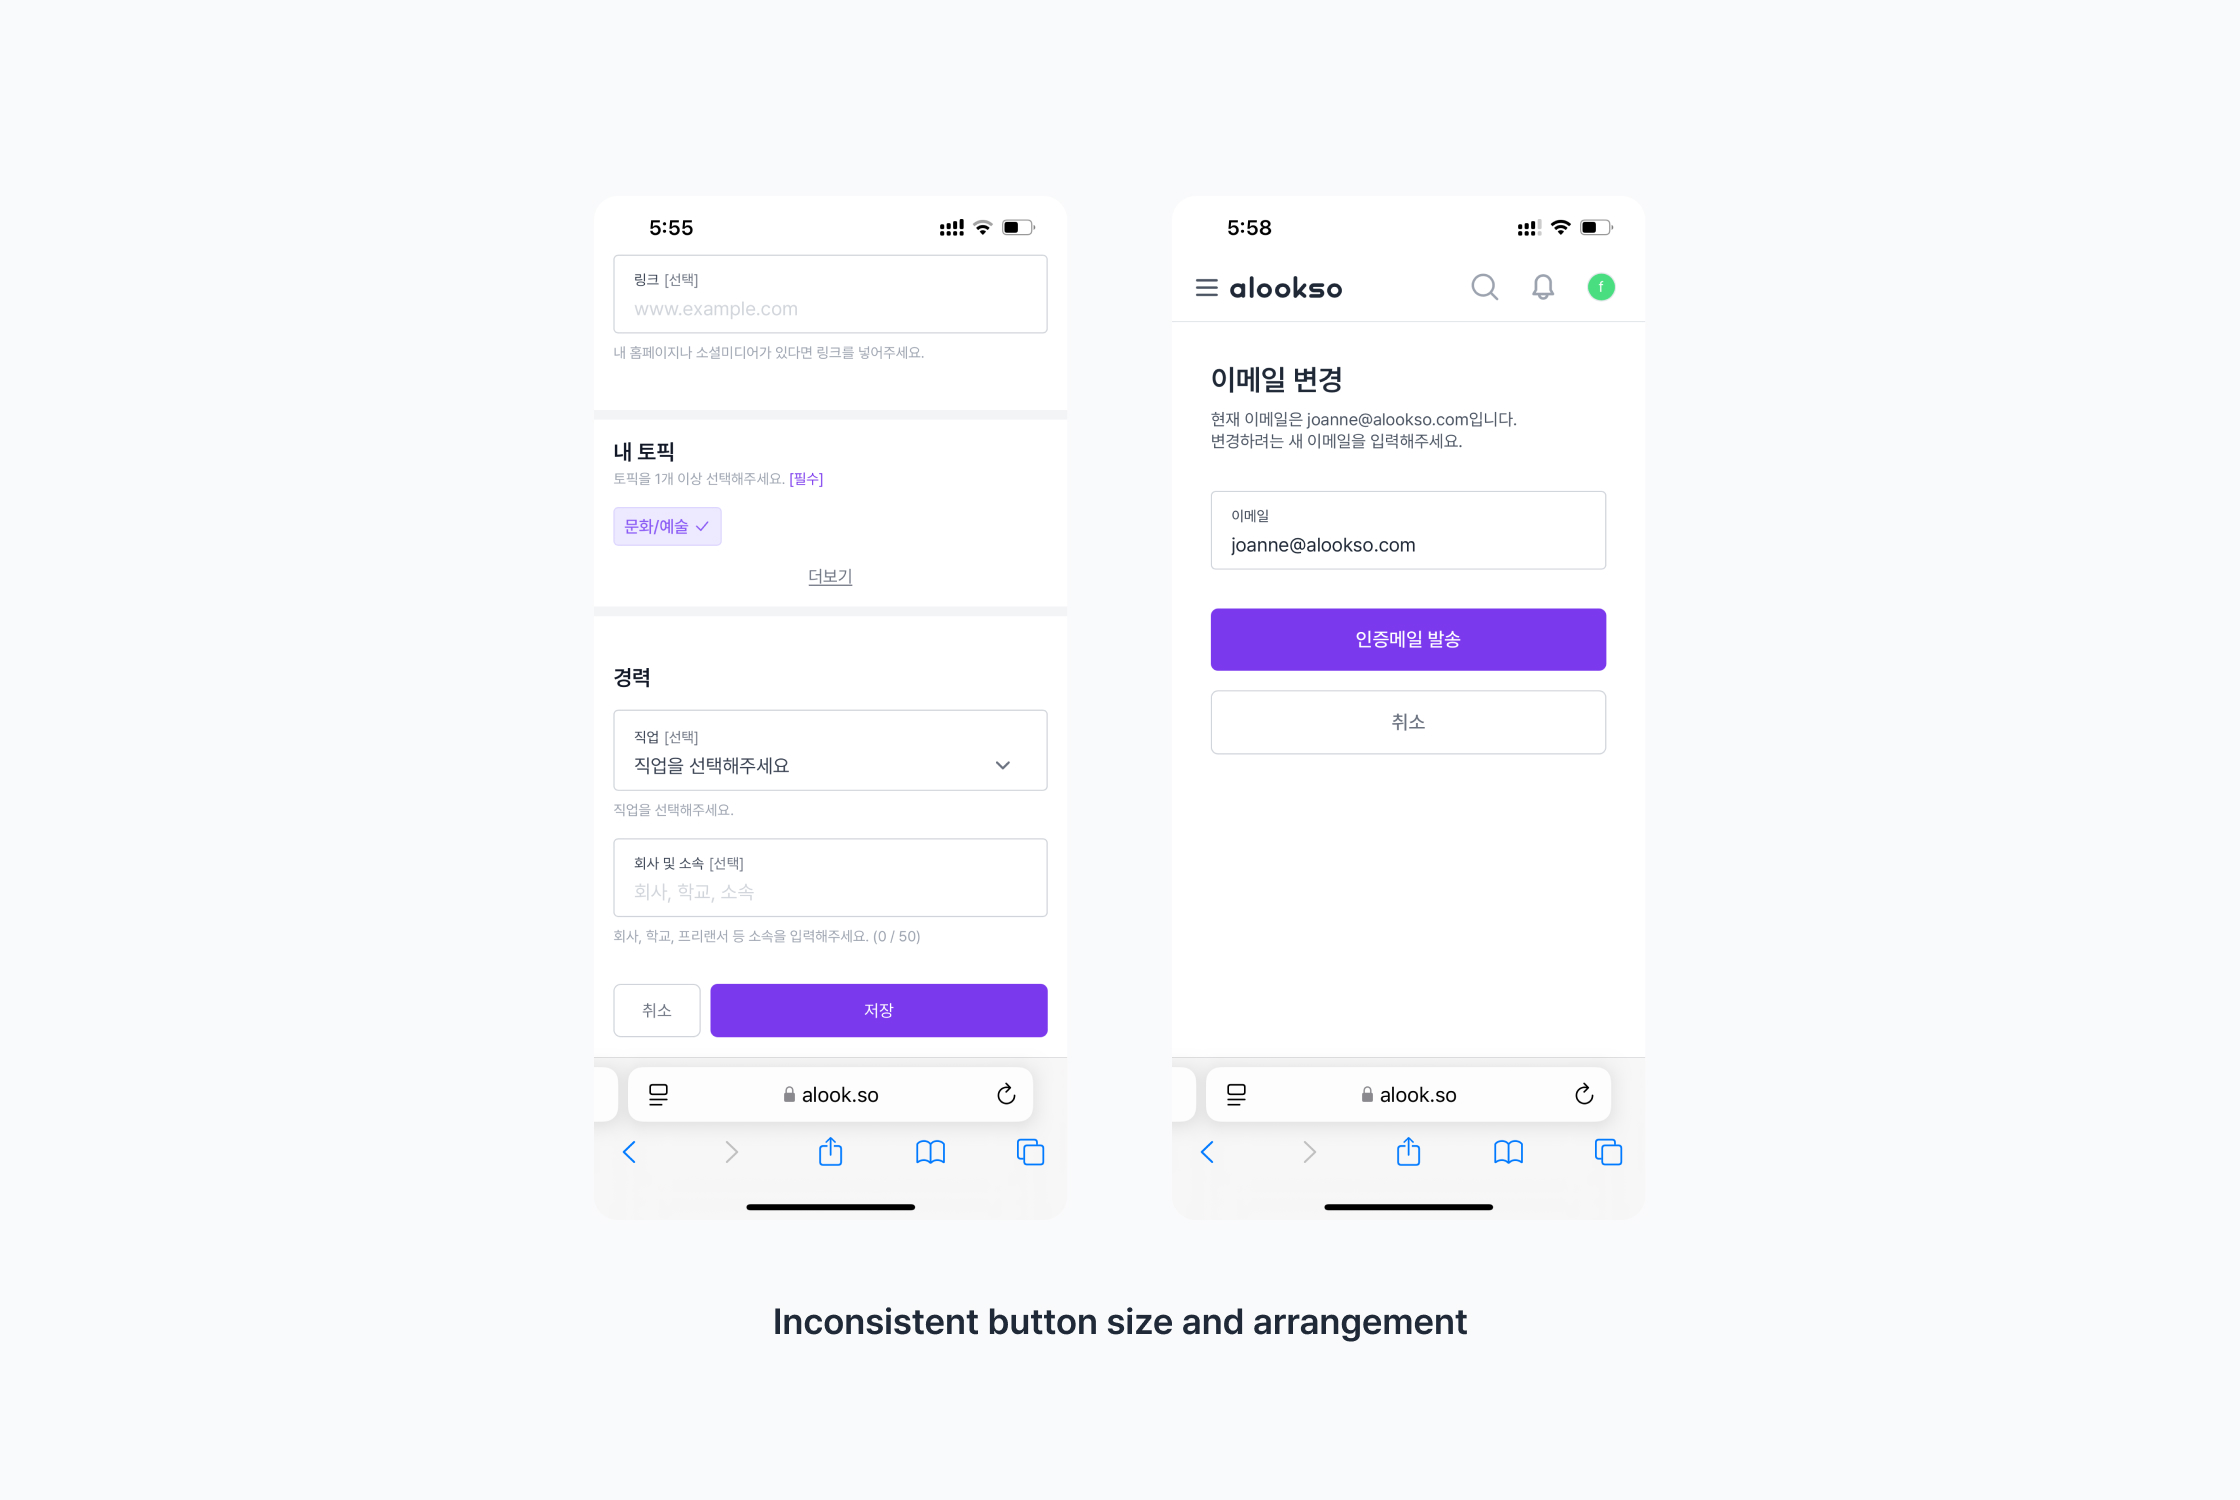 5:55
링크 [선택]
www.example.com
내 홈페이지나 소셜미디어가 있다면 링크를 넣어주세요.
내 토픽
토픽을 1개 이상 선택해주세요. [필수]
문화/예술
더보기
경력
직업 [선택]
직업을 선택해주세요
직업을 선택해주세요.
회사 및 소속 [선택]
회사, 학교, 소속
회사, 학교, 프리랜서 등 소속을 입력해주세요. (0 / 50)
취소
저장
alook.so
5:58
alookso
f
이메일 변경
현재 이메일은 joanne@alookso.com입니다.
변경하려는 새 이메일을 입력해주세요.
이메일
joanne@alookso.com
인증메일 발송
취소
alook.so
Inconsistent button size and arrangement